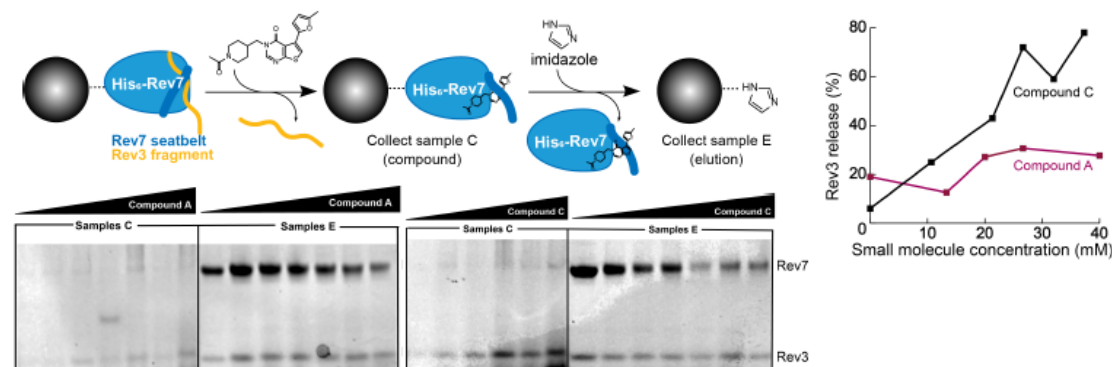 HN
N
imidazole
His₆-Rev7
His₆-Rev7
Rev7 seatbelt
Rev3 fragment
Collect sample C
(compound)
His₆-Rev7
HN
N
Collect sample E
(elution)
Compound A
Compound A
Compound C
Compound C
Samples C
Samples E
Samples C
Samples E
Rev7
Rev3
80
60
40
20
0
Rev3 release (%)
Compound C
Compound A
0 10 20 30 40
Small molecule concentration (mM)